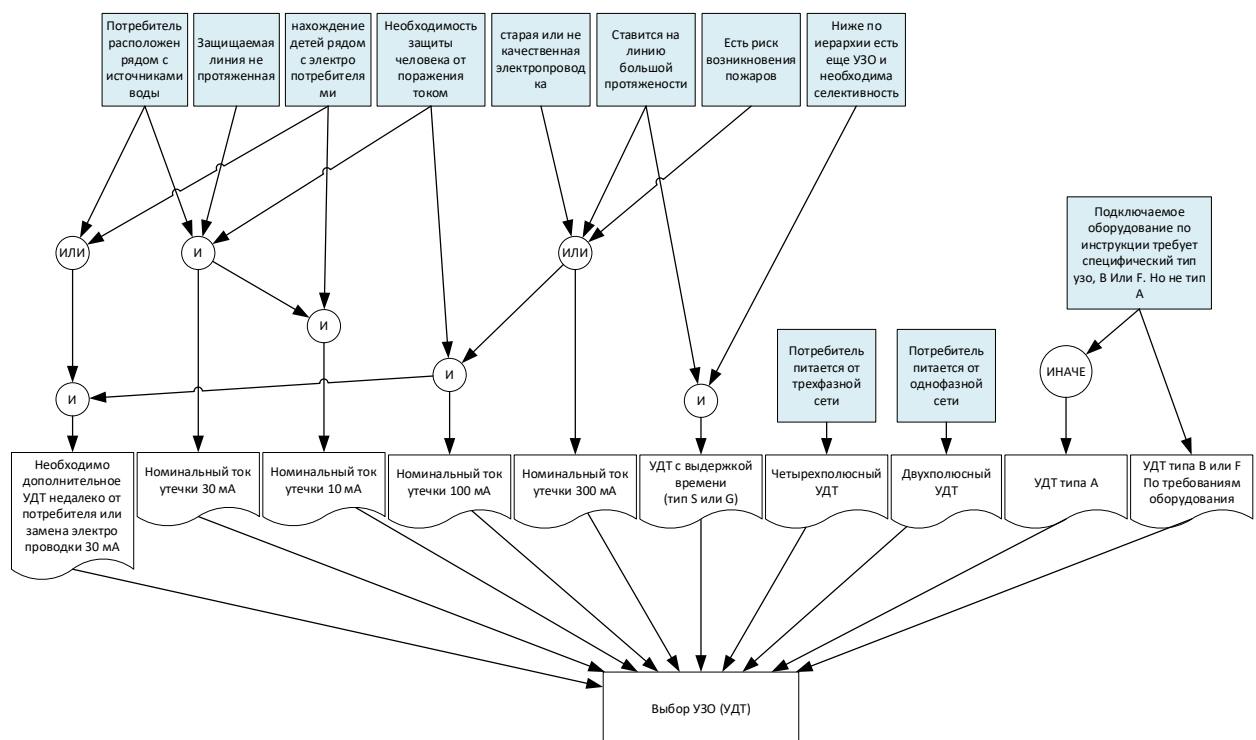 Потребитель
расположен
рядом с
источниками
воды
Защищаемая
линия не
протяженная
нахождение
детей рядом
с электро
потребителя
ми
Необходимость
защиты
человека от
поражения
током
старая или не
качественная
электропровод
ка
Ставится на
линию
большой
протяжености
Есть риск
возникновения
пожаров
Ниже по
иерархии есть
еще УЗО и
необходима
селективность
Подключаемое
оборудование по
инструкции требует
специфический тип
узо, В Или F. Но не тип
А
ИЛИ
И
ИЛИ
И
И
И
И
Потребитель
питается от
трехфазной
сети
Потребитель
питается от
однофазной
сети
ИНАЧЕ
Необходимо
дополнительное
УДТ недалеко от
потребителя или
замена электро
проводки 30 мА
Номинальный ток
утечки 30 мА
Номинальный ток
утечки 10 мА
Номинальный ток
утечки 100 мА
Номинальный ток
утечки 300 мА
УДТ с выдержкой
времени
(тип S или G)
Четырехполюсный
УДТ
Двухполюсный
УДТ
УДТ типа А
УДТ типа В или F
По требованиям
оборудования
Выбор УЗО (УДТ)